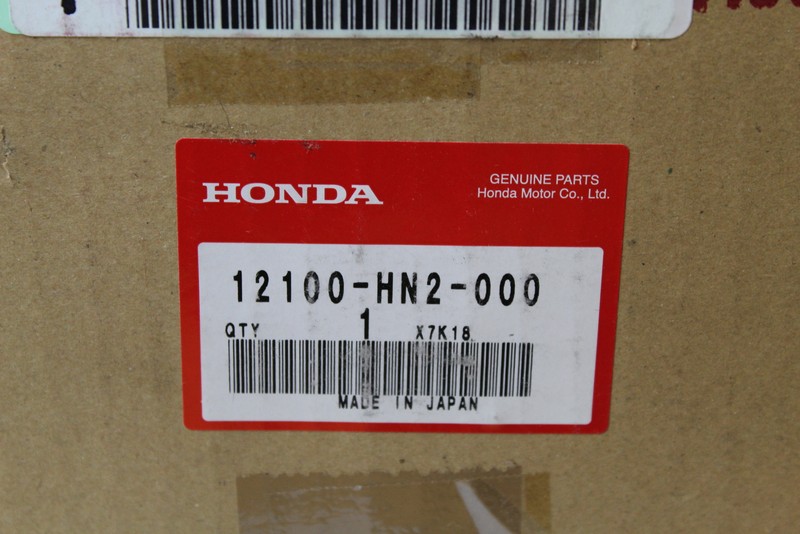 HONDA
GENUINE PARTS
Honda Motor Co., Ltd.
12100-HN2-000
QTY 1 X7K18
MADE IN JAPAN